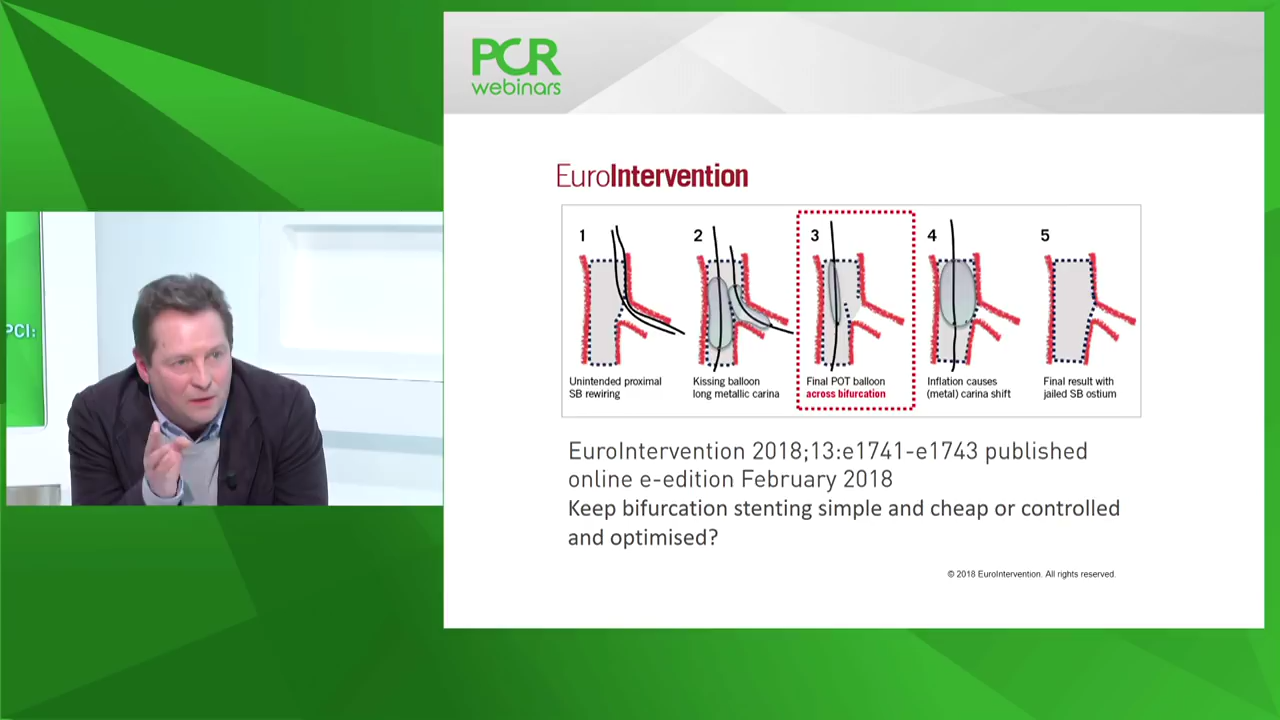 PCR
webinars
EuroIntervention
1
2
3
4
5
Unintended proximal
SB rewiring
Kissing balloon
long metallic carina
Final POT balloon
across bifurcation
Inflation causes
(metal) carina shift
Final result with
jailed SB ostium
PCI:
EuroIntervention 2018;13:e1741-e1743 published
online e-edition February 2018
Keep bifurcation stenting simple and cheap or controlled
and optimised?
© 2018 EuroIntervention. All rights reserved.